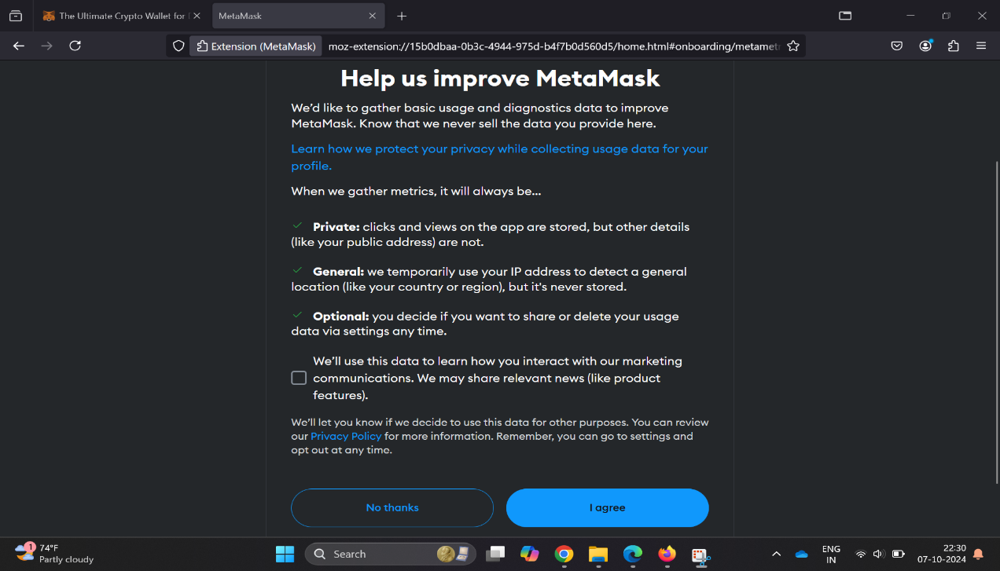 The Ultimate Crypto Wallet for
MetaMask
Extension (MetaMask)
moz-extension://15b0dbaa-0b3c-4944-975d-b4f7b0d560d5/home.html#onboarding/metametr
Help us improve MetaMask
We'd like to gather basic usage and diagnostics data to improve
MetaMask. Know that we never sell the data you provide here.
Learn how we protect your privacy while collecting usage data for your
profile.
When we gather metrics, it will always be...
Private: clicks and views on the app are stored, but other details
(like your public address) are not.
General: we temporarily use your IP address to detect a general
location (like your country or region), but it's never stored.
Optional: you decide if you want to share or delete your usage
data via settings any time.
We'll use this data to learn how you interact with our marketing
communications. We may share relevant news (like product
features).
We'll let you know if we decide to use this data for other purposes. You can review
our Privacy Policy for more information. Remember, you can go to settings and
opt out at any time.
No thanks
I agree
1
74°F
Partly cloudy
Search
ENG
IN
22:30
07-10-2024